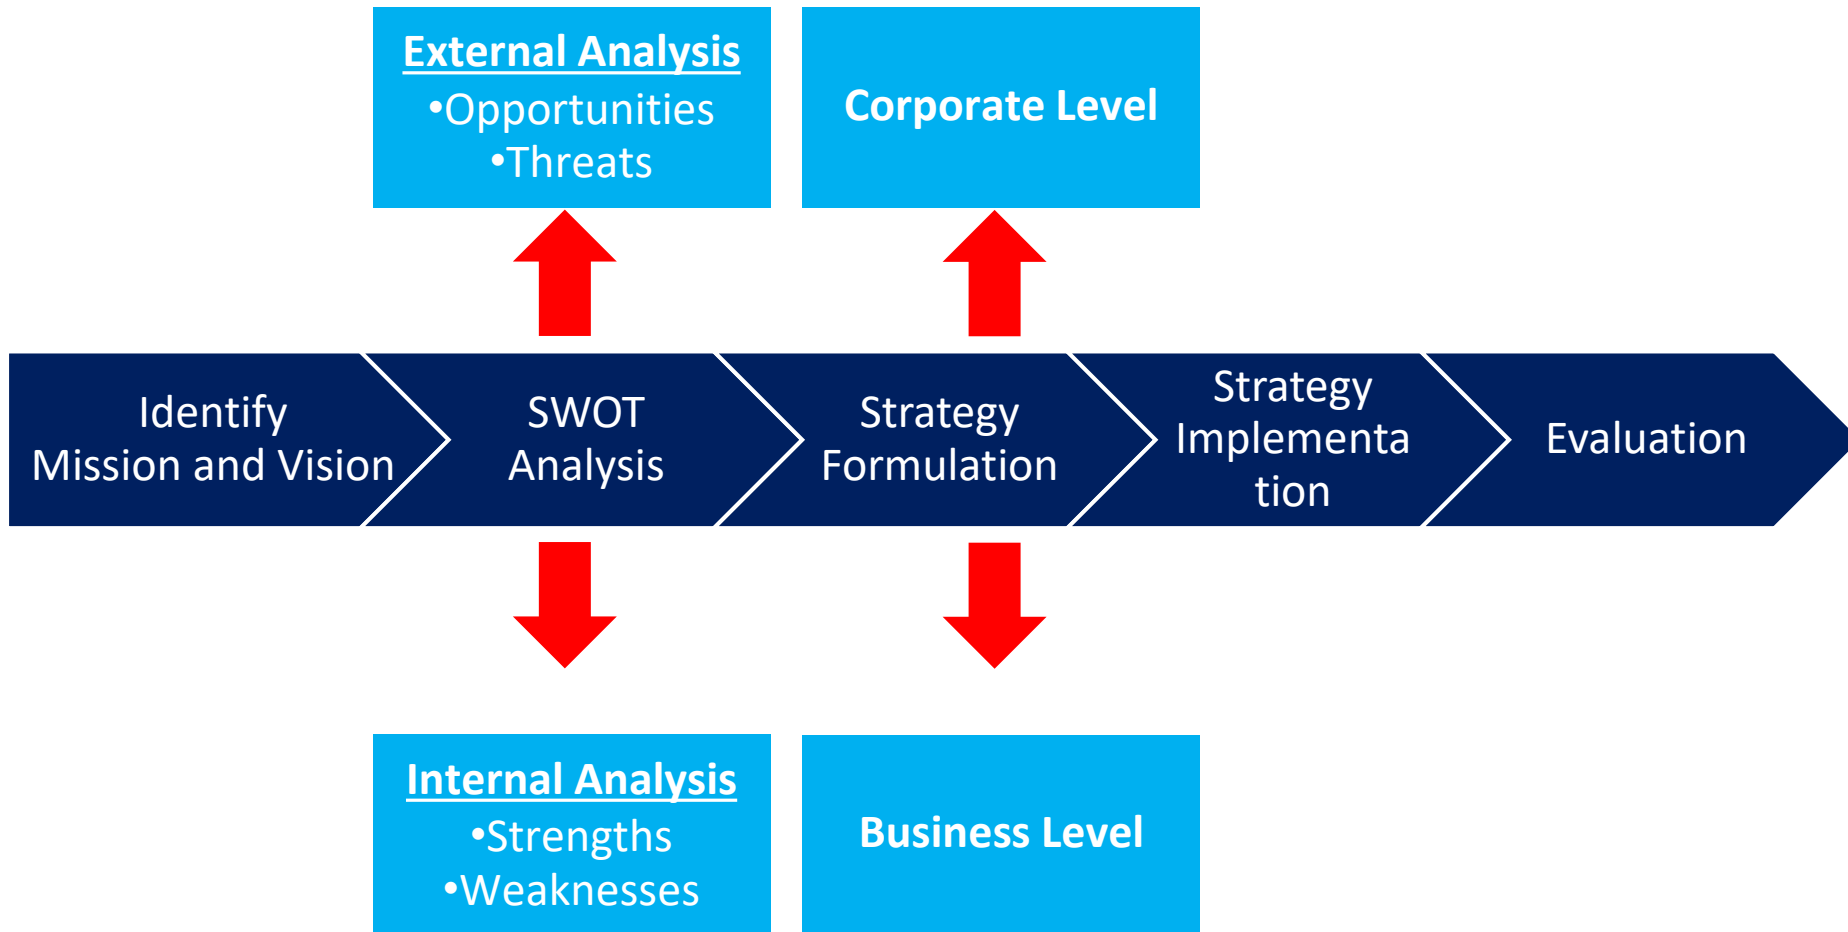 External Analysis
•Opportunities
•Threats
Corporate Level
Identify
Mission and Vision
SWOT
Analysis
Strategy
Formulation
Strategy
Implementa
tion
Evaluation
Internal Analysis
•Strengths
•Weaknesses
Business Level